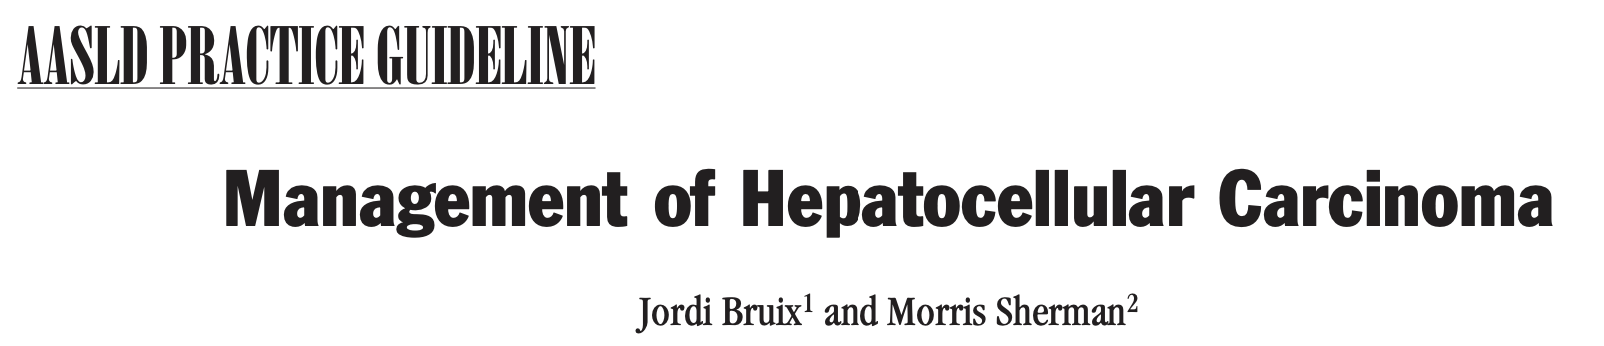 AASLD PRACTICE GUIDELINE
Management of Hepatocellular Carcinoma
Jordi Bruix¹ and Morris Sherman²